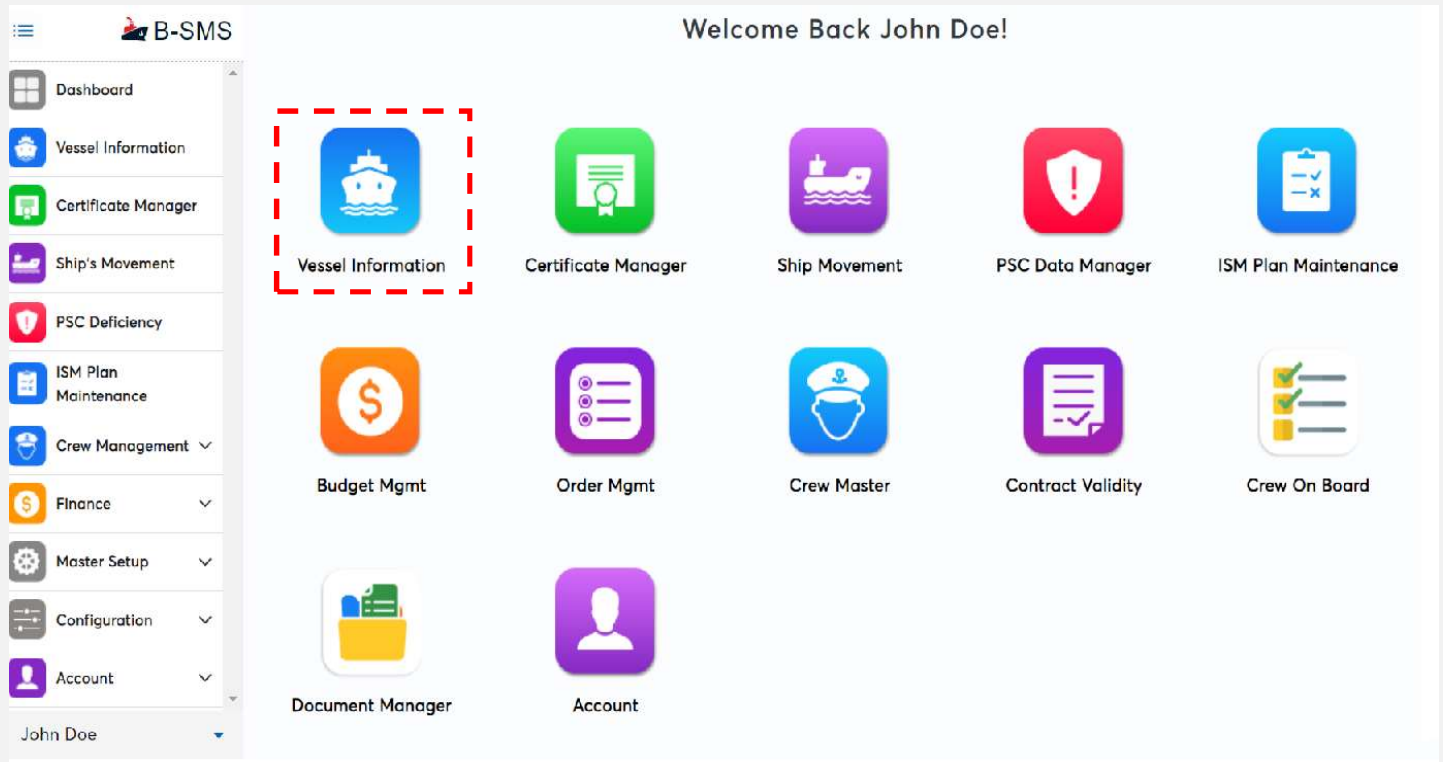 B-SMS
Dashboard
Vessel Information
Certificate Manager
Ship's Movement
PSC Deficiency
ISM Plan
Maintenance
Crew Management
Finance
Master Setup
Configuration
Account
John Doe
Welcome Back John Doe!
Vessel Information
Certificate Manager
Ship Movement
PSC Data Manager
ISM Plan Maintenance
Budget Mgmt
Order Mgmt
Crew Master
Contract Validity
Crew On Board
Document Manager
Account